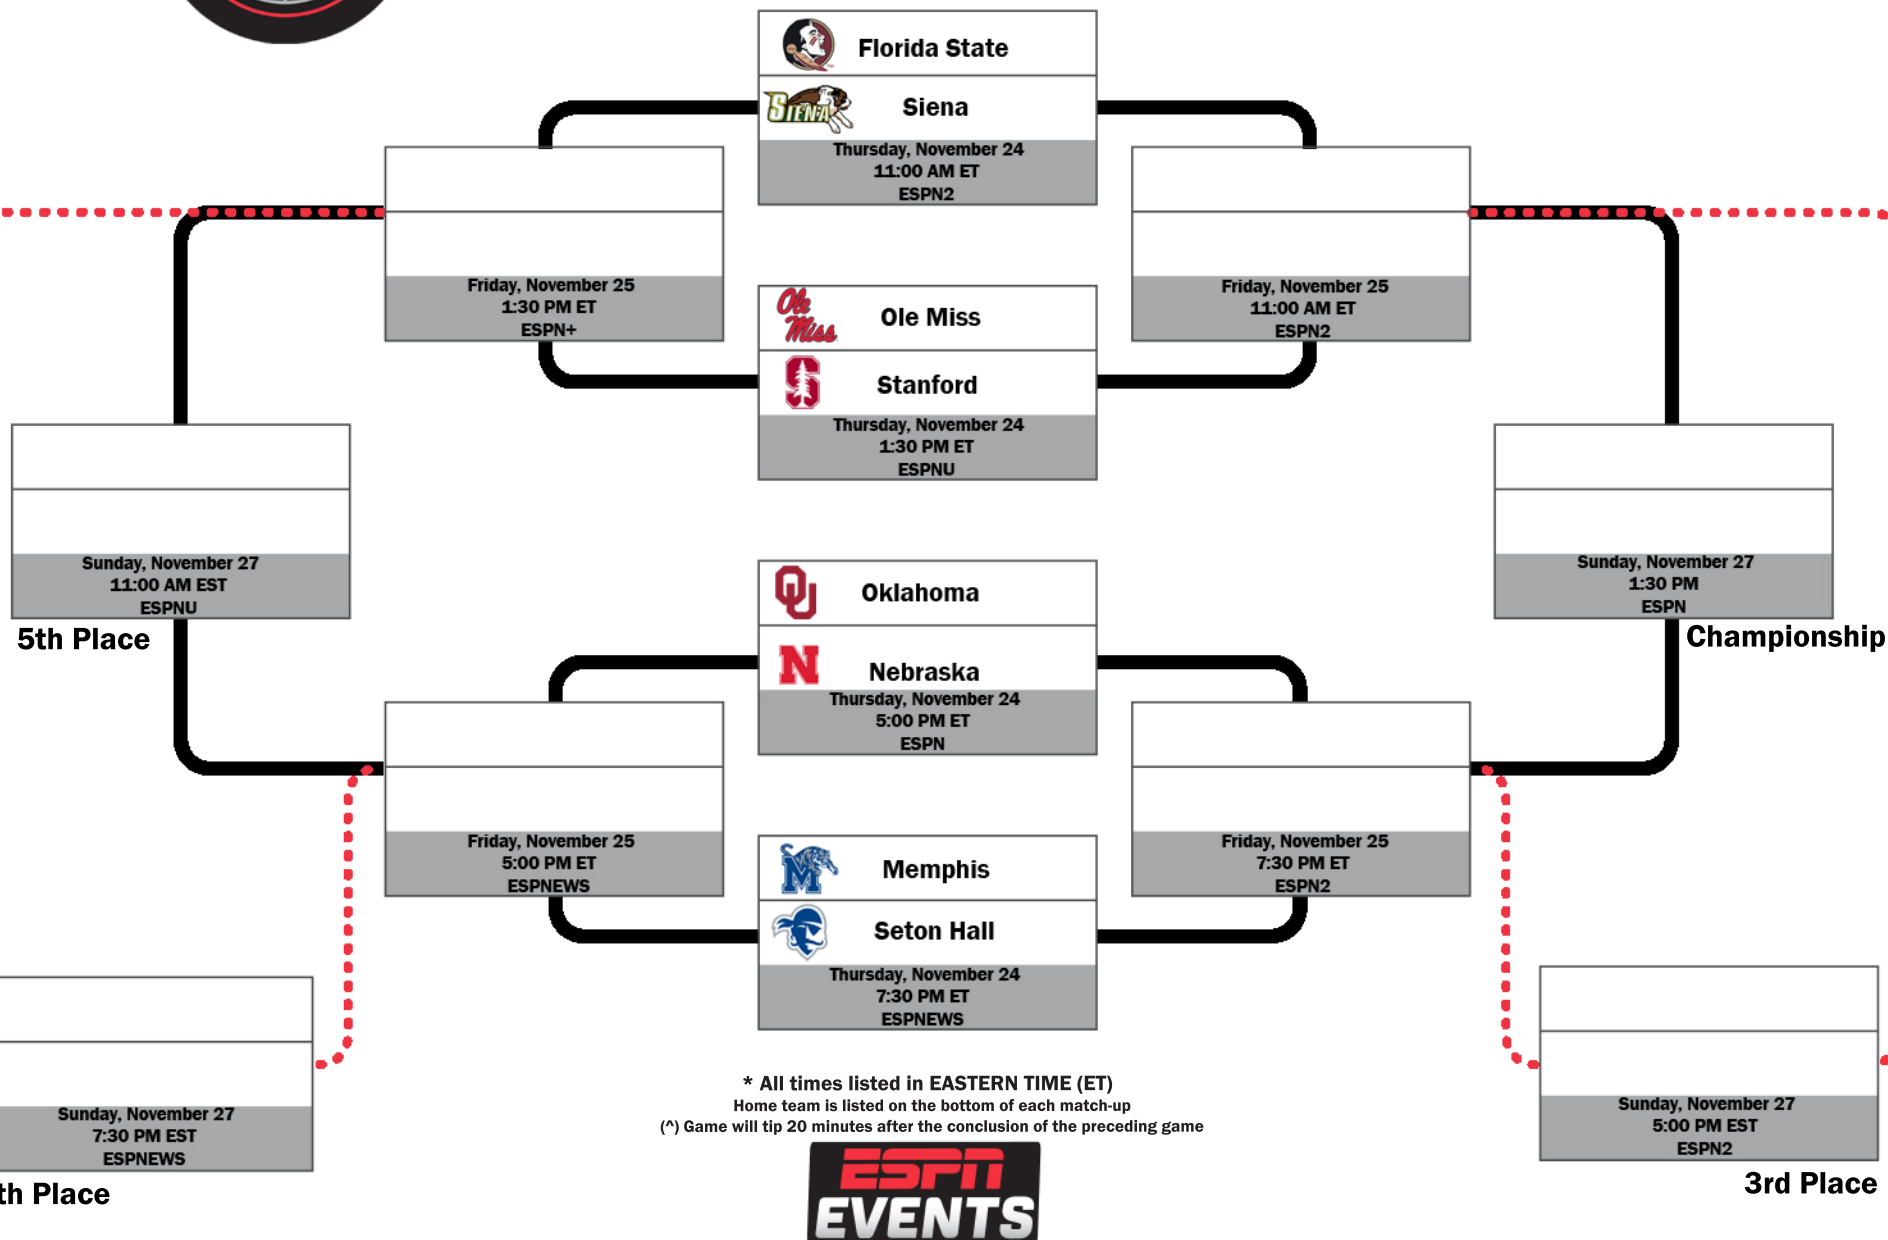 Florida State
SIENA
Siena
Thursday, November 24
11:00 AM ET
ESPN2
Friday, November 25
1:30 PM ET
ESPN+
Ole Miss
Ole Miss
S
Stanford
Thursday, November 24
1:30 PM ET
ESPNU
Friday, November 25
11:00 AM ET
ESPN2
Sunday, November 27
11:00 AM EST
ESPNU
5th Place
OU
Oklahoma
N
Nebraska
Thursday, November 24
5:00 PM ET
ESPN
Sunday, November 27
1:30 PM
ESPN
Championship
Friday, November 25
5:00 PM ET
ESPNEWS
M
Memphis
Seton Hall
Thursday, November 24
7:30 PM ET
ESPNEWS
Friday, November 25
7:30 PM ET
ESPN2
Sunday, November 27
7:30 PM EST
ESPNEWS
th Place
Sunday, November 27
5:00 PM EST
ESPN2
3rd Place
* All times listed in EASTERN TIME (ET)
Home team is listed on the bottom of each match-up
(^) Game will tip 20 minutes after the conclusion of the preceding game
ESPN
EVENTS